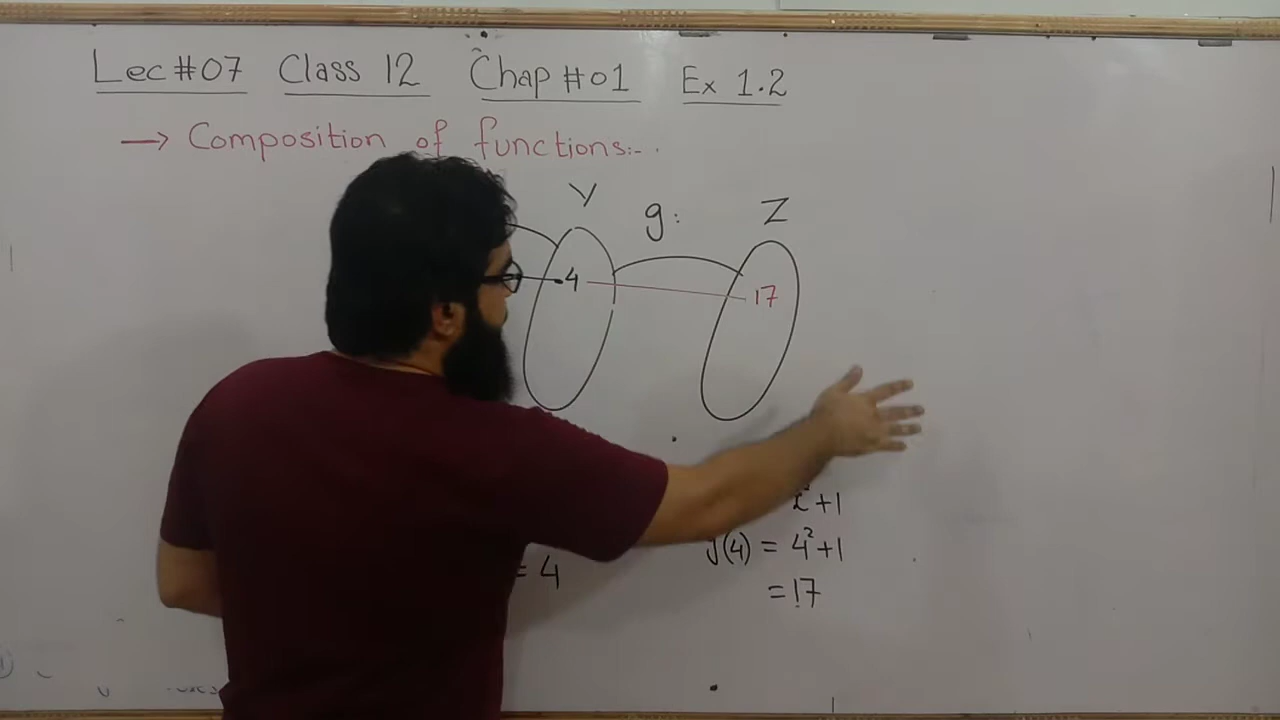 Lec #07 Class 12 Chap #01 Ex 1.2
→ Composition of functions:-
Y g: Z
4 17
x²+1
g(4) = 4²+1
= 4
= 17